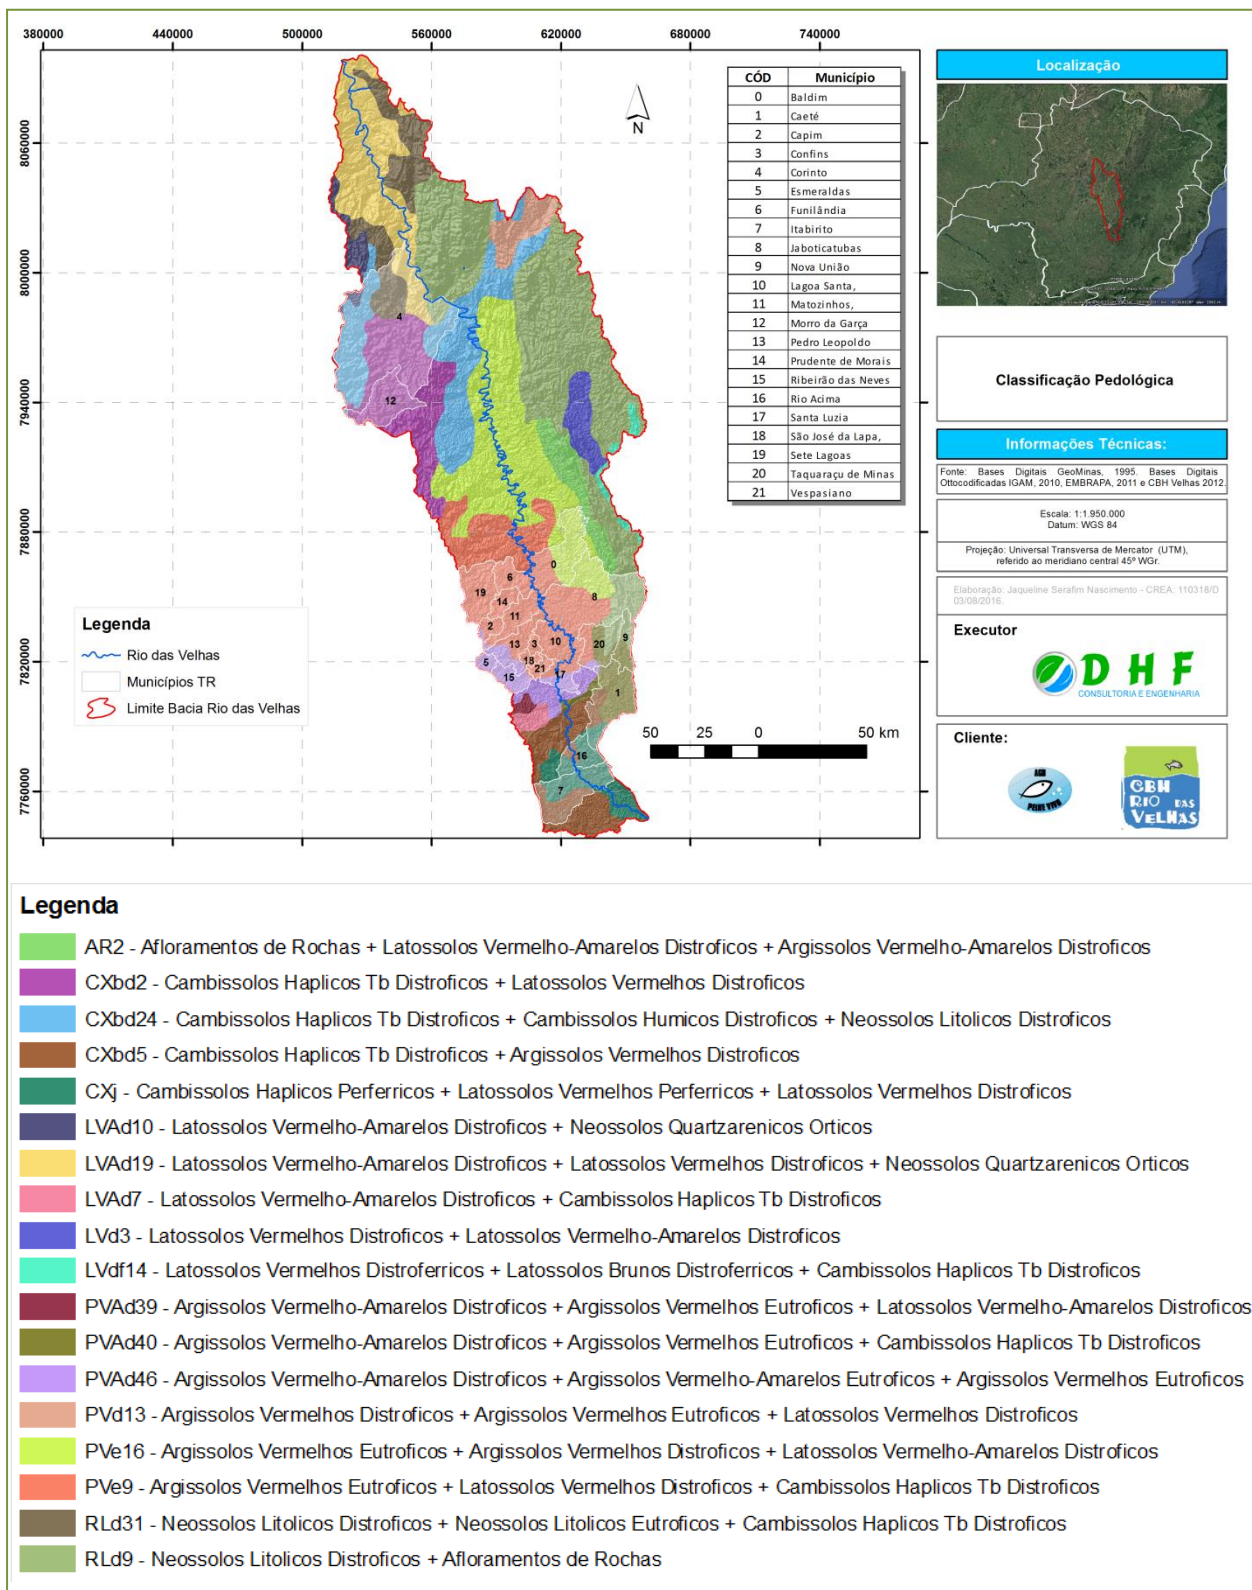 380000 440000 500000 560000 620000 680000 740000
8060000
8000000
7940000
7880000
7820000
7760000
N
CÓD Município
0 Baldim
1 Caeté
2 Capim
3 Confins
4 Corinto
5 Esmeraldas
6 Funilândia
7 Itabirito
8 Jaboticatubas
9 Nova União
10 Lagoa Santa,
11 Matozinhos,
12 Morro da Garça
13 Pedro Leopoldo
14 Prudente de Morais
15 Ribeirão das Neves
16 Rio Acima
17 Santa Luzia
18 São José da Lapa,
19 Sete Lagoas
20 Taquaraçu de Minas
21 Vespasiano
4
12
0
6
19
14
8
11
2
9
13
3
10
20
5
18
21
17
15
1
16
7
Legenda
Rio das Velhas
Municípios TR
Limite Bacia Rio das Velhas
50 25 0 50 km
Localização
Classificação Pedológica
Informações Técnicas:
Fonte: Bases Digitais GeoMinas, 1995. Bases Digitais
Ottocodificadas IGAM, 2010, EMBRAPA, 2011 e CBH Velhas 2012.
Escala: 1:1.950.000
Datum: WGS 84
Projeção: Universal Transversa de Mercator (UTM),
referido ao meridiano central 45º WGr.
Elaboração: Jaqueline Serafim Nascimento - CREA: 110318/D
03/08/2016.
Executor
DHF
CONSULTORIA E ENGENHARIA
Cliente:
AGB
PEIXE VIVO
CBH
RIO DAS
VELHAS
Legenda
AR2 - Afloramentos de Rochas + Latossolos Vermelho-Amarelos Distroficos + Argissolos Vermelho-Amarelos Distroficos
CXbd2 - Cambissolos Haplicos Tb Distroficos + Latossolos Vermelhos Distroficos
CXbd24 - Cambissolos Haplicos Tb Distroficos + Cambissolos Humicos Distroficos + Neossolos Litolicos Distroficos
CXbd5 - Cambissolos Haplicos Tb Distroficos + Argissolos Vermelhos Distroficos
CXj - Cambissolos Haplicos Perferricos + Latossolos Vermelhos Perferricos + Latossolos Vermelhos Distroficos
LVAd10 - Latossolos Vermelho-Amarelos Distroficos + Neossolos Quartzarenicos Orticos
LVAd19 - Latossolos Vermelho-Amarelos Distroficos + Latossolos Vermelhos Distroficos + Neossolos Quartzarenicos Orticos
LVAd7 - Latossolos Vermelho-Amarelos Distroficos + Cambissolos Haplicos Tb Distroficos
LVd3 - Latossolos Vermelhos Distroficos + Latossolos Vermelho-Amarelos Distroficos
LVdf14 - Latossolos Vermelhos Distroferricos + Latossolos Brunos Distroferricos + Cambissolos Haplicos Tb Distroficos
PVAd39 - Argissolos Vermelho-Amarelos Distroficos + Argissolos Vermelhos Eutroficos + Latossolos Vermelho-Amarelos Distroficos
PVAd40 - Argissolos Vermelho-Amarelos Distroficos + Argissolos Vermelhos Eutroficos + Cambissolos Haplicos Tb Distroficos
PVAd46 - Argissolos Vermelho-Amarelos Distroficos + Argissolos Vermelho-Amarelos Eutroficos + Argissolos Vermelhos Eutroficos
PVd13 - Argissolos Vermelhos Distroficos + Argissolos Vermelhos Eutroficos + Latossolos Vermelhos Distroficos
PVe16 - Argissolos Vermelhos Eutroficos + Argissolos Vermelhos Distroficos + Latossolos Vermelho-Amarelos Distroficos
PVe9 - Argissolos Vermelhos Eutroficos + Latossolos Vermelhos Distroficos + Cambissolos Haplicos Tb Distroficos
RLd31 - Neossolos Litolicos Distroficos + Neossolos Litolicos Eutroficos + Cambissolos Haplicos Tb Distroficos
RLd9 - Neossolos Litolicos Distroficos + Afloramentos de Rochas